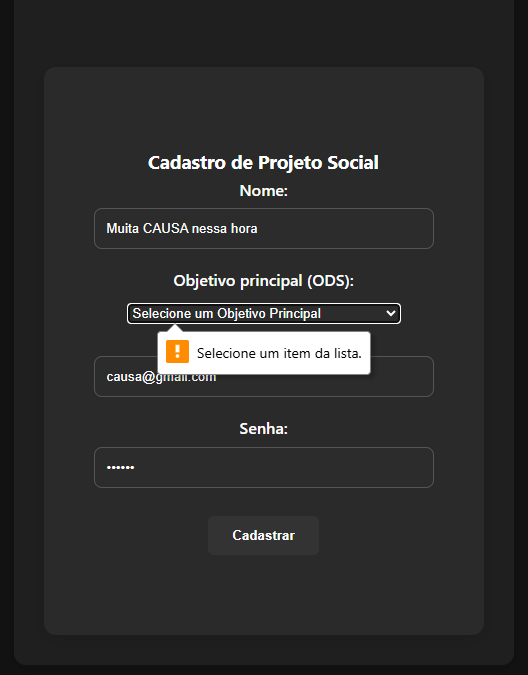 Cadastro de Projeto Social
Nome:
Muita CAUSA nessa hora
Objetivo principal (ODS):
Selecione um Objetivo Principal
Selecione um item da lista.
causa@gmail.com
Senha:
••••••
Cadastrar